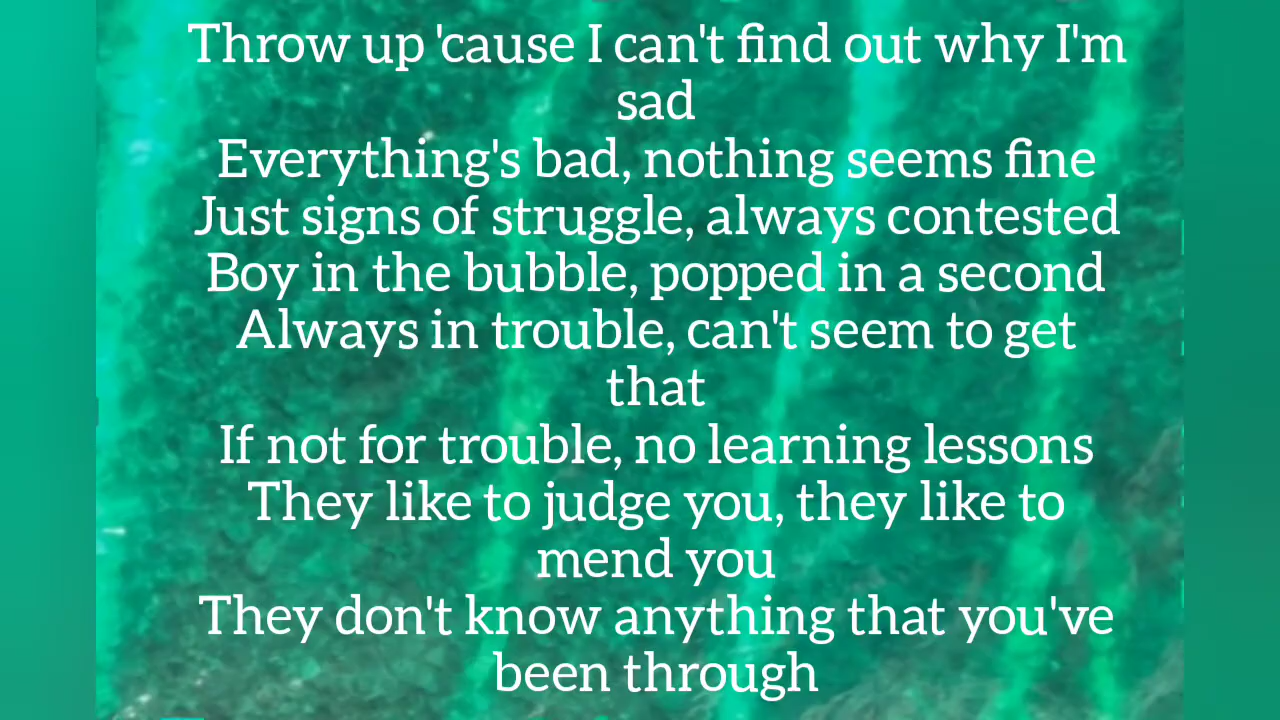 Throw up 'cause I can't find out why I'm
sad
Everything's bad, nothing seems fine
Just signs of struggle, always contested
Boy in the bubble, popped in a second
Always in trouble, can't seem to get
that
If not for trouble, no learning lessons
They like to judge you, they like to
mend you
They don't know anything that you've
been through